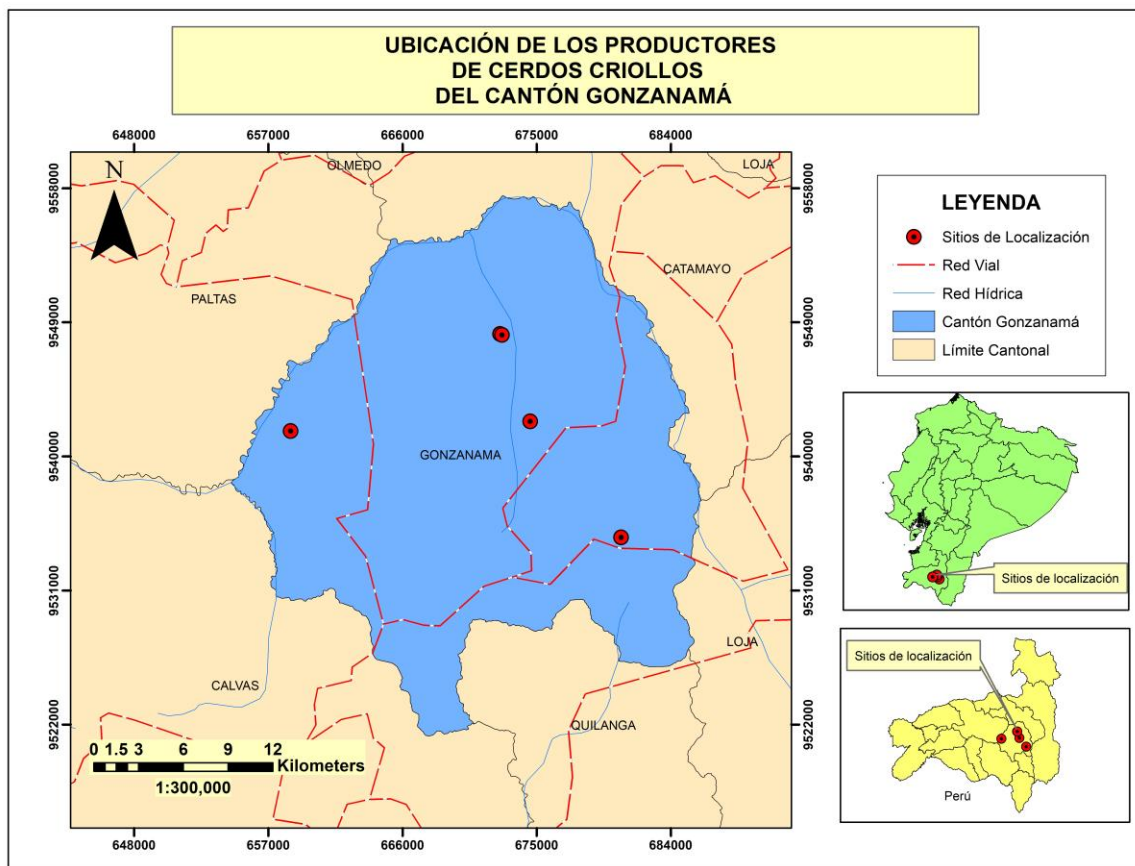 UBICACIÓN DE LOS PRODUCTORES
DE CERDOS CRIOLLOS
DEL CANTÓN GONZANAMÁ
648000 657000 666000 675000 684000
N
OLMEDO
LOJA
9558000
9558000
CATAMAYO
PALTAS
9549000
9549000
GONZANAMA
9540000
9540000
9531000
9531000
LOJA
CALVAS
QUILANGA
9522000
9522000
0 1.5 3 6 9 12
Kilometers
1:300,000
648000 657000 666000 675000 684000
LEYENDA
Sitios de Localización
Red Vial
Red Hídrica
Cantón Gonzanamá
Límite Cantonal
Sitios de localización
Sitios de localización
Perú